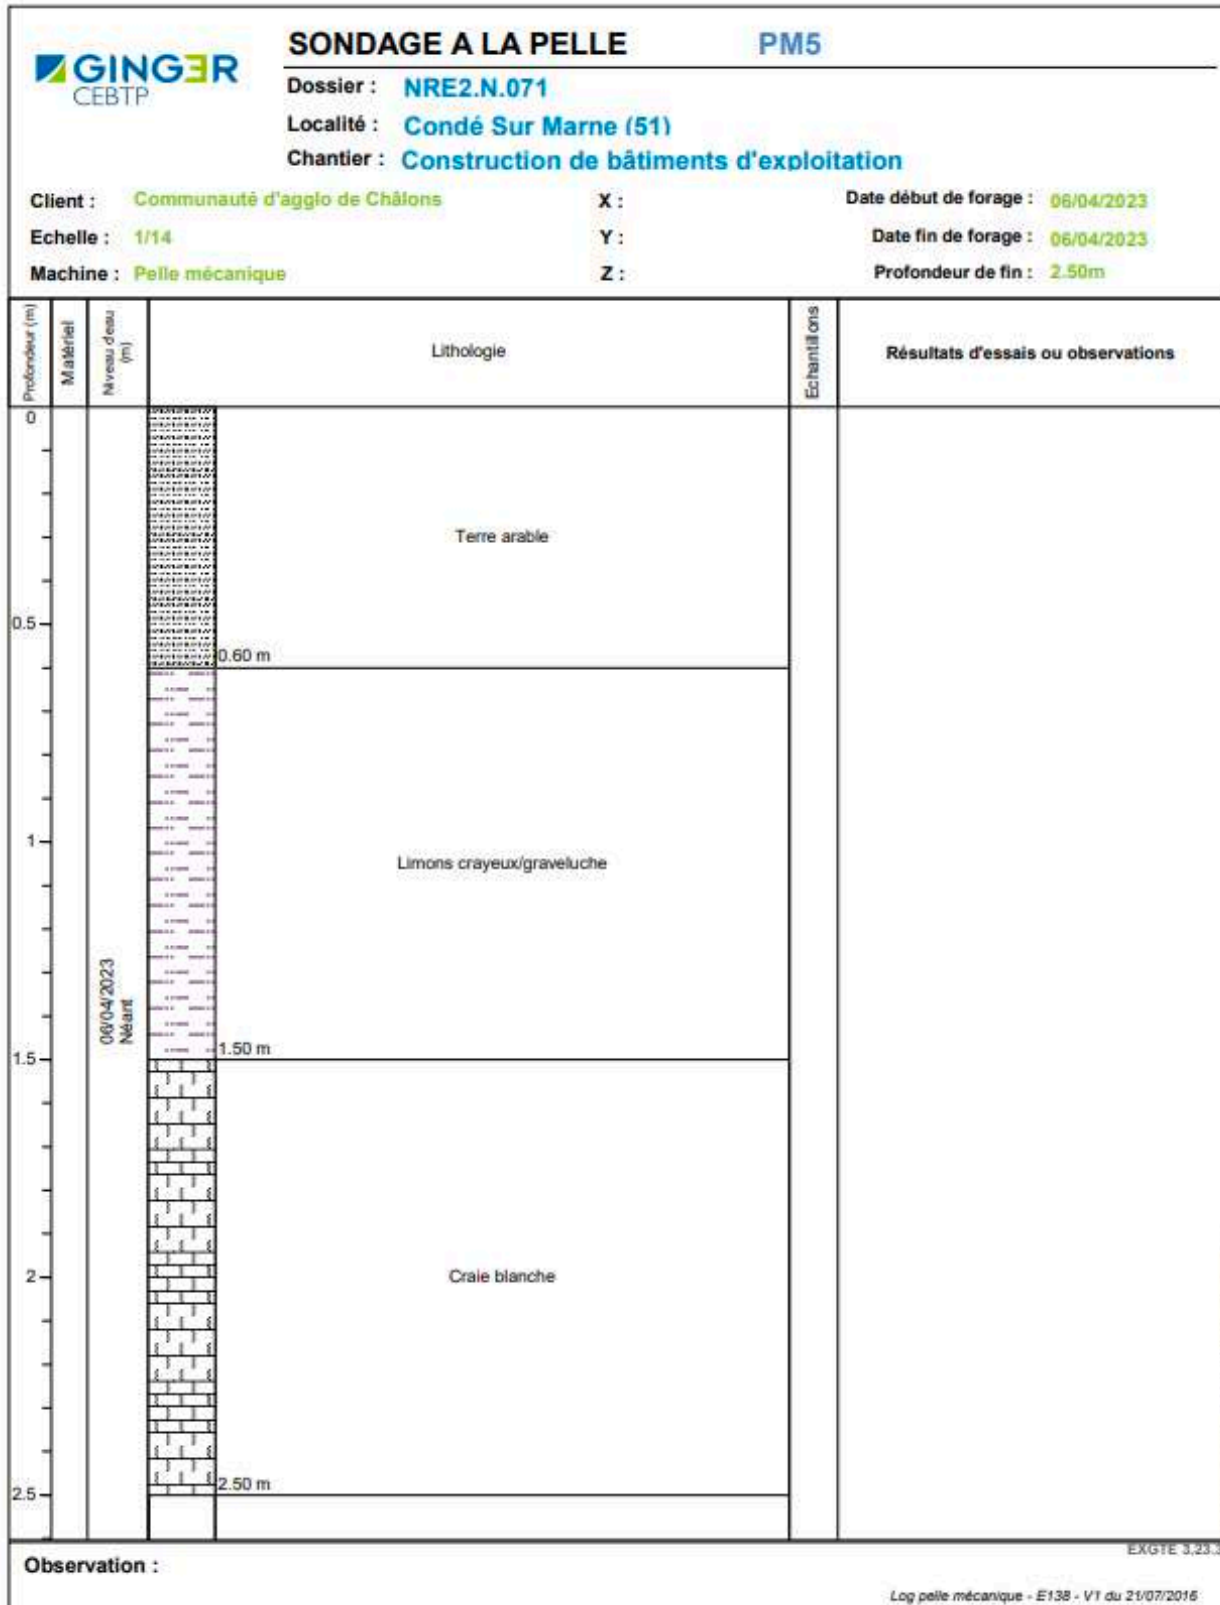 SONDAGE A LA PELLE PM5
GINGER
CEBTP
Dossier : NRE2.N.071
Localité : Condé Sur Marne (51)
Chantier : Construction de bâtiments d'exploitation
Client : Communauté d'agglo de Châlons X : Date début de forage : 06/04/2023
Echelle : 1/14 Y : Date fin de forage : 06/04/2023
Machine : Pelle mécanique Z : Profondeur de fin : 2.50m
Profondeur (m)
Matériel
Niveau deau
(m)
Lithologie
Echantillons
Résultats d'essais ou observations
0
Terre arable
0.5
0.60 m
1
Limons crayeux/graveluche
06/04/2023
Néant
1.50 m
1.5
2
Craie blanche
2.50 m
2.5
EXGTE 3.23.
Observation :
Log pelle mécanique - E138 - V1 du 21/07/2016